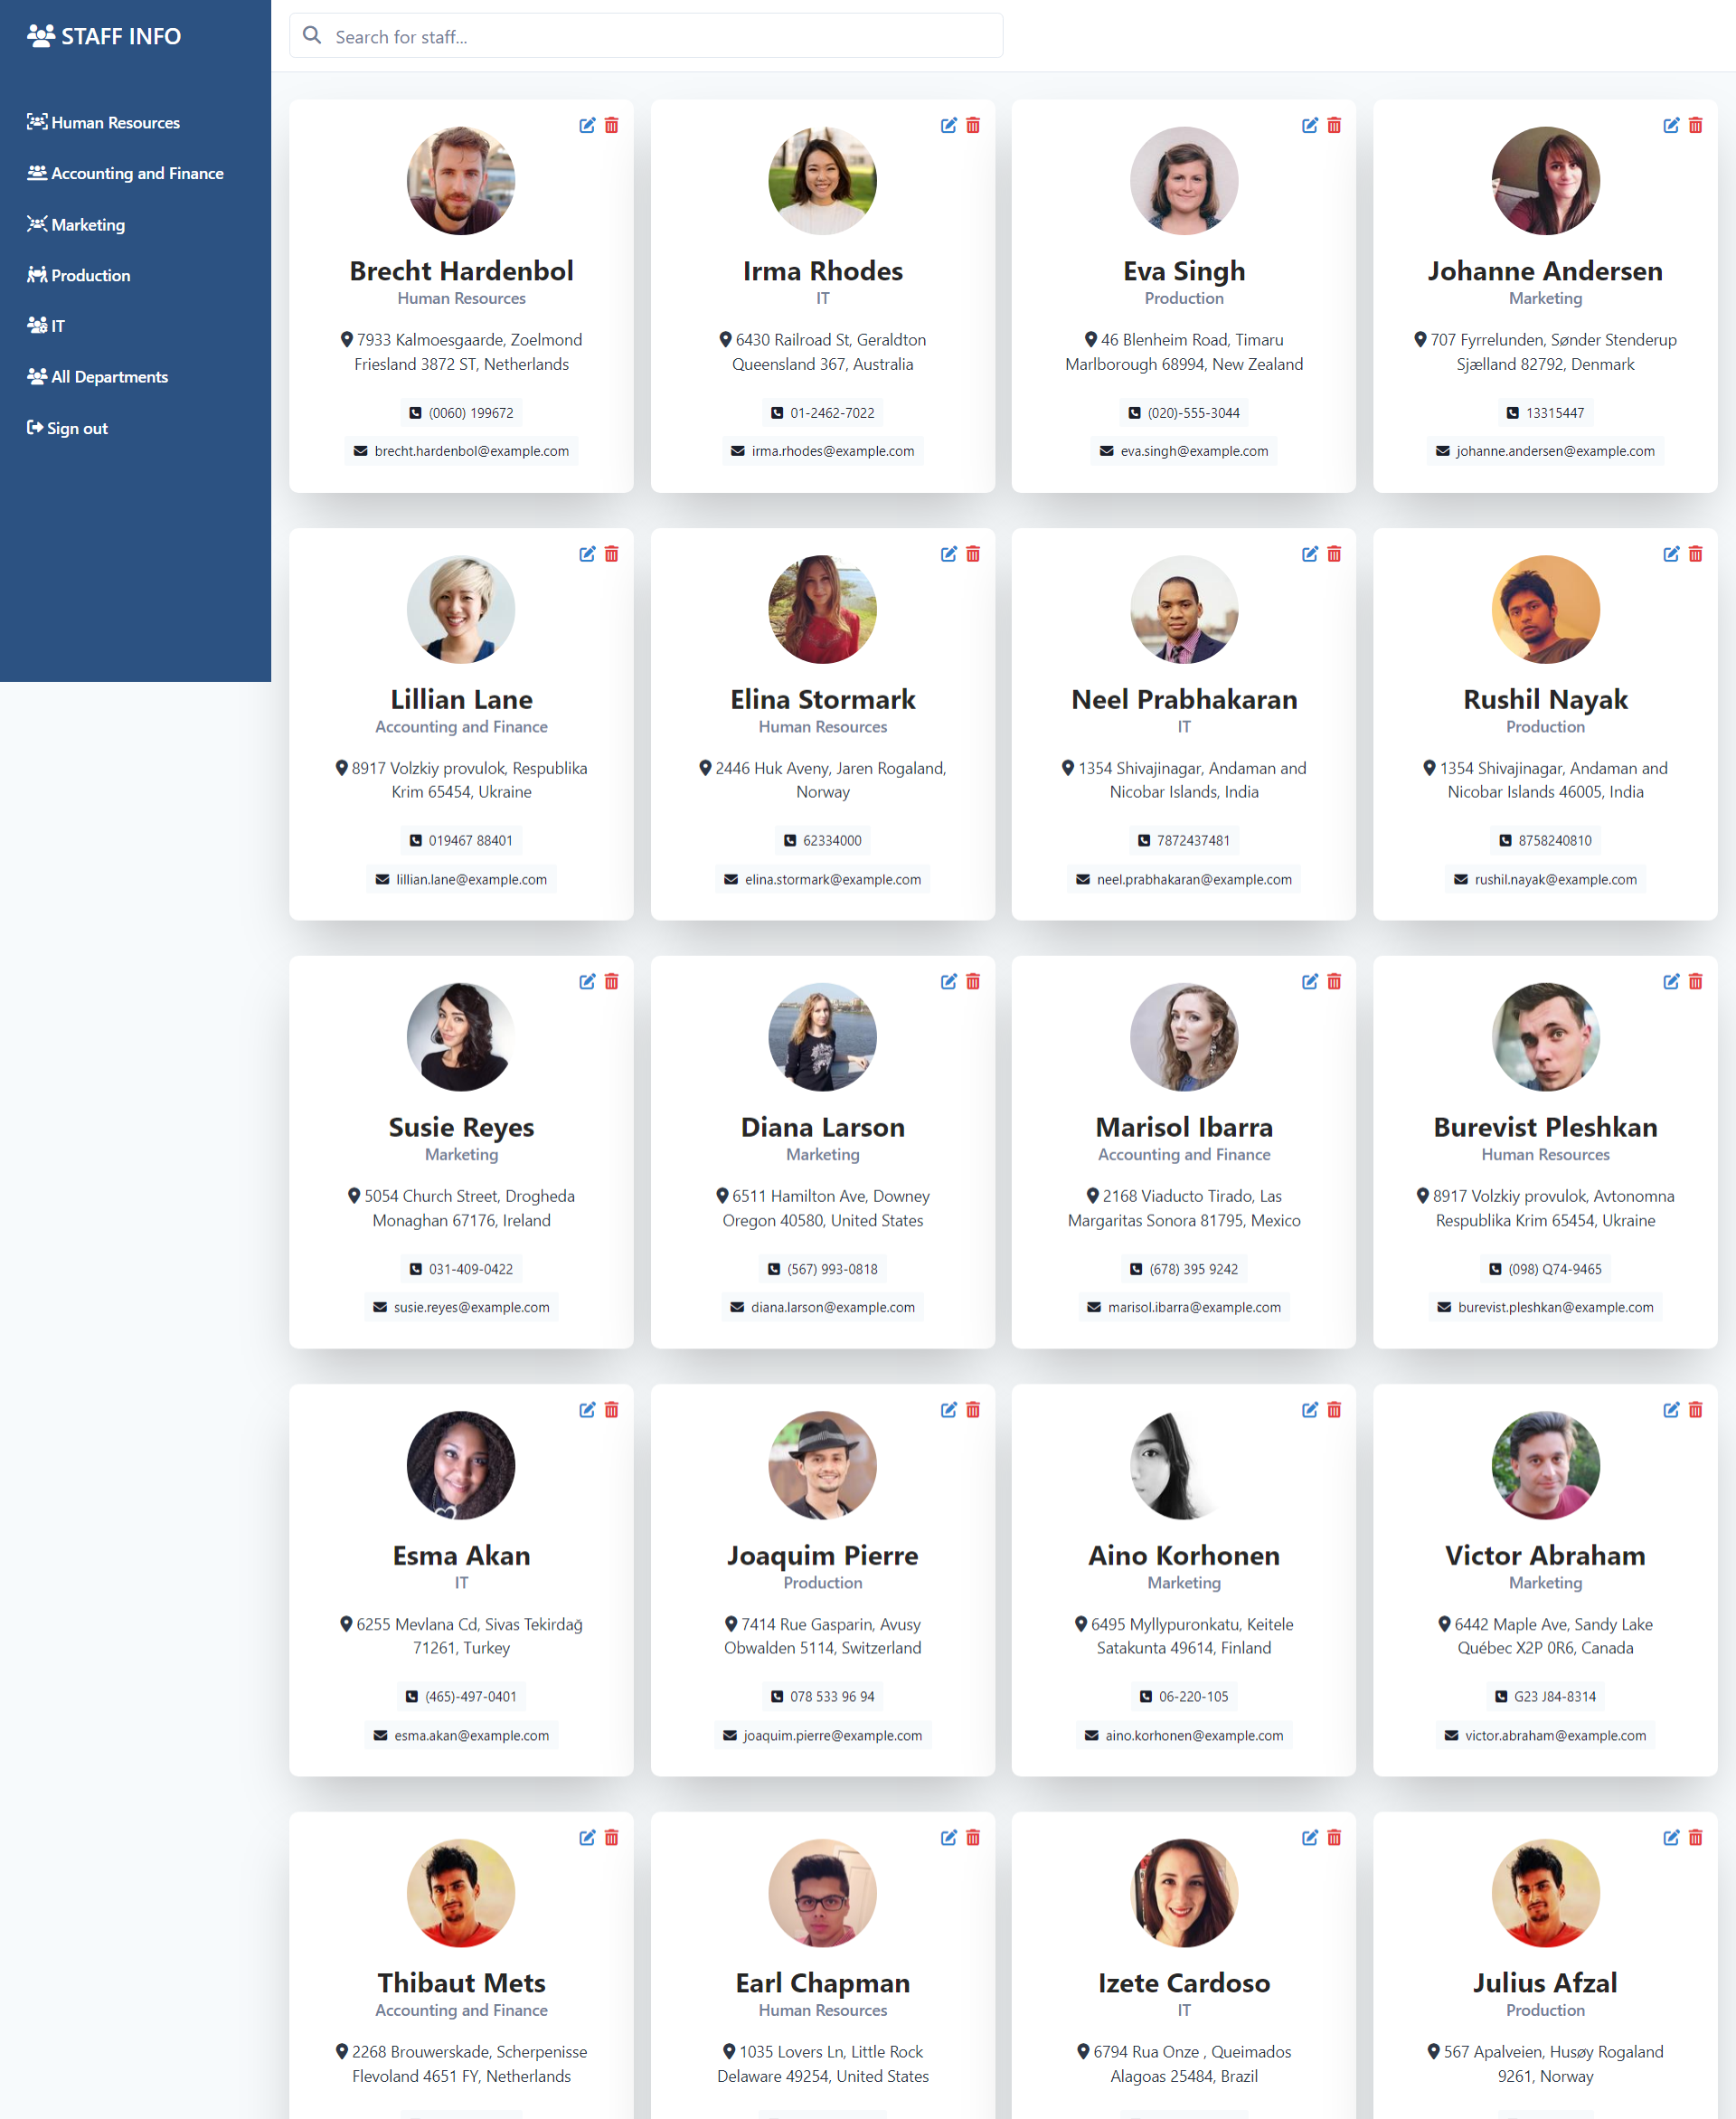 STAFF INFO
Search for staff...
Human Resources
Accounting and Finance
Marketing
Production
IT
All Departments
Sign out
Brecht Hardenbol
Human Resources
7933 Kalmoesgaarde, Zoelmond
Friesland 3872 ST, Netherlands
(0060) 199672
brecht.hardenbol@example.com
Irma Rhodes
IT
6430 Railroad St, Geraldton
Queensland 367, Australia
01-2462-7022
irma.rhodes@example.com
Eva Singh
Production
46 Blenheim Road, Timaru
Marlborough 68994, New Zealand
(020)-555-3044
eva.singh@example.com
Johanne Andersen
Marketing
707 Fyrrelunden, Sønder Stenderup
Sjælland 82792, Denmark
13315447
johanne.andersen@example.com
Lillian Lane
Accounting and Finance
8917 Volzkiy provulok, Respublika
Krim 65454, Ukraine
019467 88401
lillian.lane@example.com
Elina Stormark
Human Resources
2446 Huk Aveny, Jaren Rogaland,
Norway
62334000
elina.stormark@example.com
Neel Prabhakaran
IT
1354 Shivajinagar, Andaman and
Nicobar Islands, India
7872437481
neel.prabhakaran@example.com
Rushil Nayak
Production
1354 Shivajinagar, Andaman and
Nicobar Islands 46005, India
8758240810
rushil.nayak@example.com
Susie Reyes
Marketing
5054 Church Street, Drogheda
Monaghan 67176, Ireland
031-409-0422
susie.reyes@example.com
Diana Larson
Marketing
6511 Hamilton Ave, Downey
Oregon 40580, United States
(567) 993-0818
diana.larson@example.com
Marisol Ibarra
Accounting and Finance
2168 Viaducto Tirado, Las
Margaritas Sonora 81795, Mexico
(678) 395 9242
marisol.ibarra@example.com
Burevist Pleshkan
Human Resources
8917 Volzkiy provulok, Avtonomna
Respublika Krim 65454, Ukraine
(098) Q74-9465
burevist.pleshkan@example.com
Esma Akan
IT
6255 Mevlana Cd, Sivas Tekirdağ
71261, Turkey
(465)-497-0401
esma.akan@example.com
Joaquim Pierre
Production
7414 Rue Gasparin, Avusy
Obwalden 5114, Switzerland
078 533 96 94
joaquim.pierre@example.com
Aino Korhonen
Marketing
6495 Myllypuronkatu, Keitele
Satakunta 49614, Finland
06-220-105
aino.korhonen@example.com
Victor Abraham
Marketing
6442 Maple Ave, Sandy Lake
Québec X2P 0R6, Canada
G23 J84-8314
victor.abraham@example.com
Thibaut Mets
Accounting and Finance
2268 Brouwerskade, Scherpenisse
Flevoland 4651 FY, Netherlands
Earl Chapman
Human Resources
1035 Lovers Ln, Little Rock
Delaware 49254, United States
Izete Cardoso
IT
6794 Rua Onze , Queimados
Alagoas 25484, Brazil
Julius Afzal
Production
567 Apalveien, Husøy Rogaland
9261, Norway